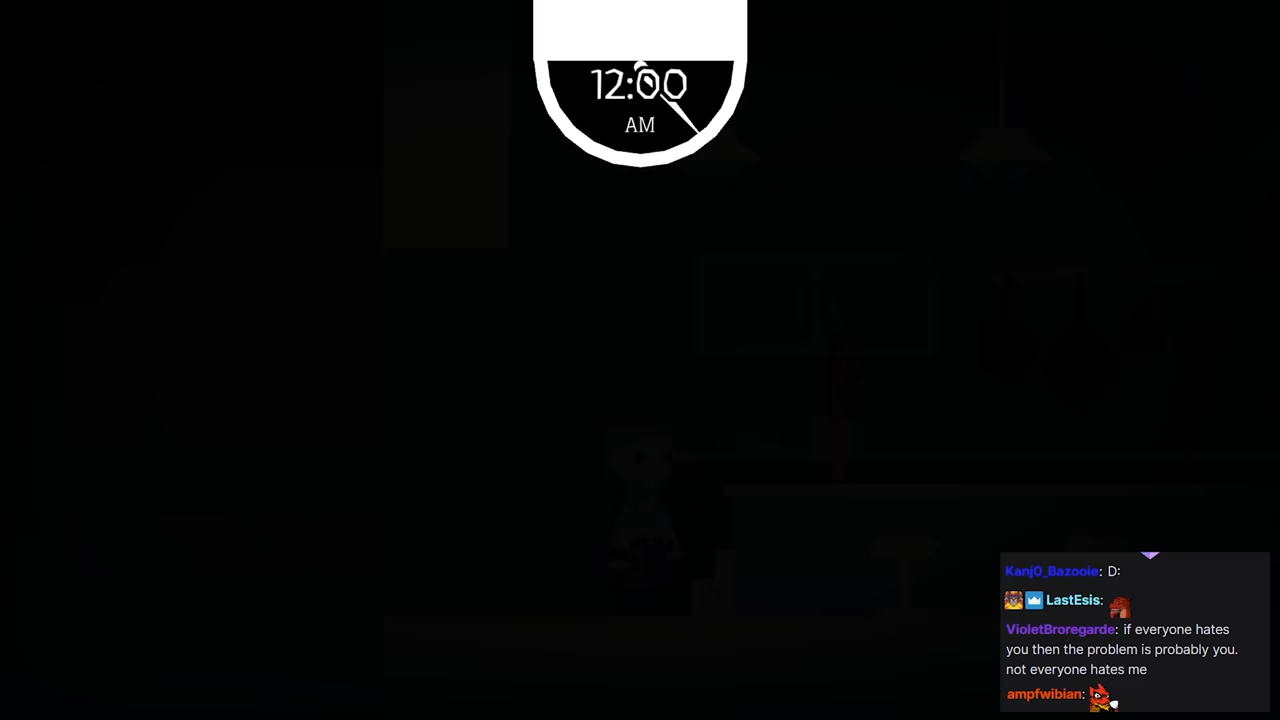 12:00
AM
Kanj0_Bazooie: D:
LastEsis:
VioletBroregarde: if everyone hates
you then the problem is probably you.
not everyone hates me
ampfwibian: